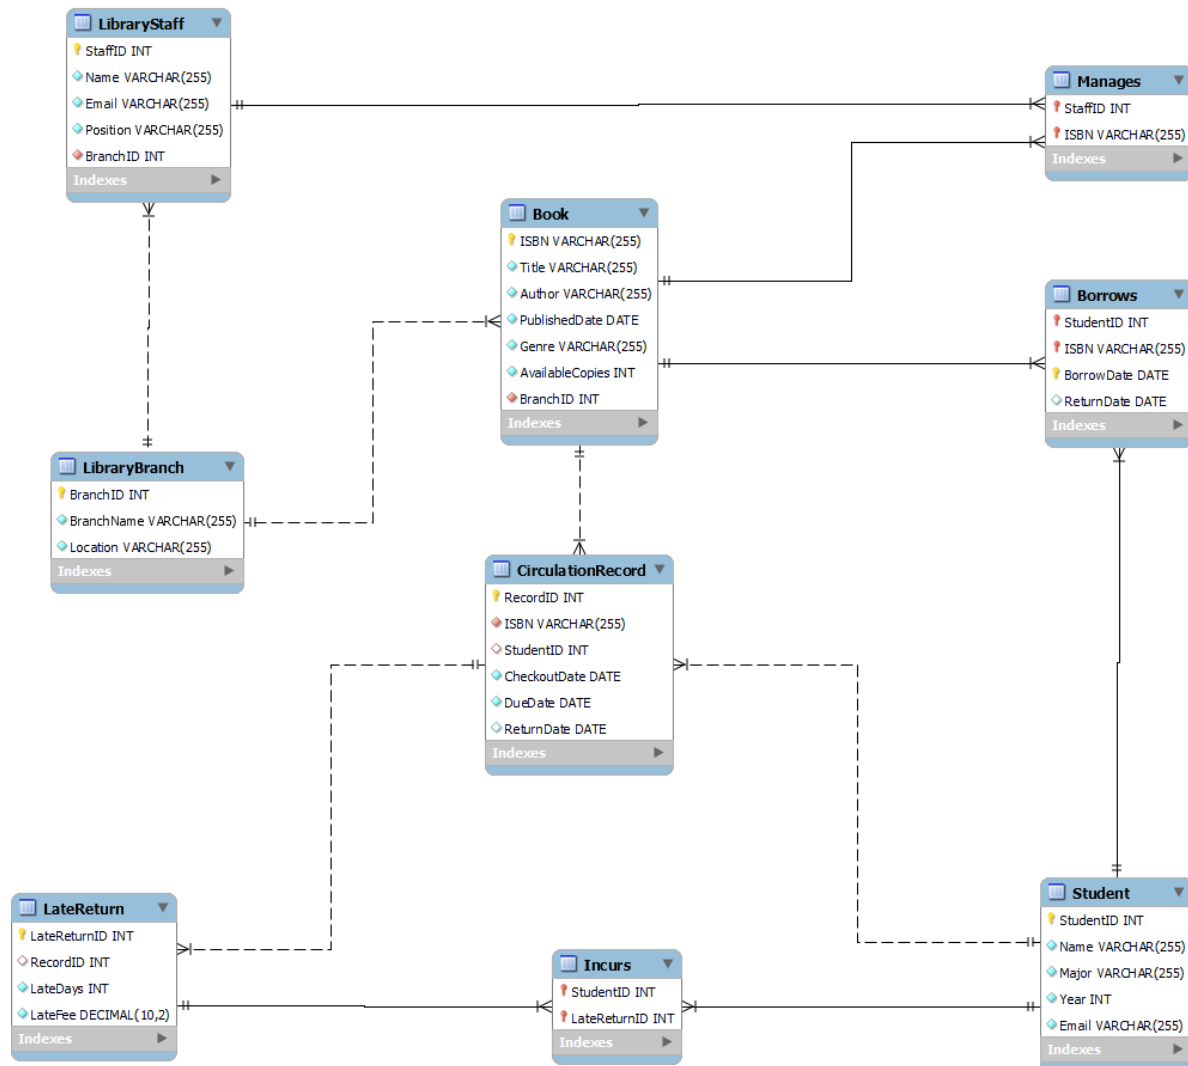 LibraryStaff
StaffID INT
Name VARCHAR(255)
Email VARCHAR(255)
Position VARCHAR(255)
BranchID INT
Indexes
Manages
StaffID INT
ISBN VARCHAR(255)
Indexes
Book
ISBN VARCHAR(255)
Title VARCHAR(255)
Author VARCHAR(255)
PublishedDate DATE
Genre VARCHAR(255)
AvailableCopies INT
BranchID INT
Indexes
Borrows
StudentID INT
ISBN VARCHAR(255)
BorrowDate DATE
ReturnDate DATE
Indexes
LibraryBranch
BranchID INT
BranchName VARCHAR(255)
Location VARCHAR(255)
Indexes
CirculationRecord
RecordID INT
ISBN VARCHAR(255)
StudentID INT
CheckoutDate DATE
DueDate DATE
ReturnDate DATE
Indexes
LateReturn
LateReturnID INT
RecordID INT
LateDays INT
LateFee DECIMAL(10,2)
Indexes
Incurs
StudentID INT
LateReturnID INT
Indexes
Student
StudentID INT
Name VARCHAR(255)
Major VARCHAR(255)
Year INT
Email VARCHAR(255)
Indexes